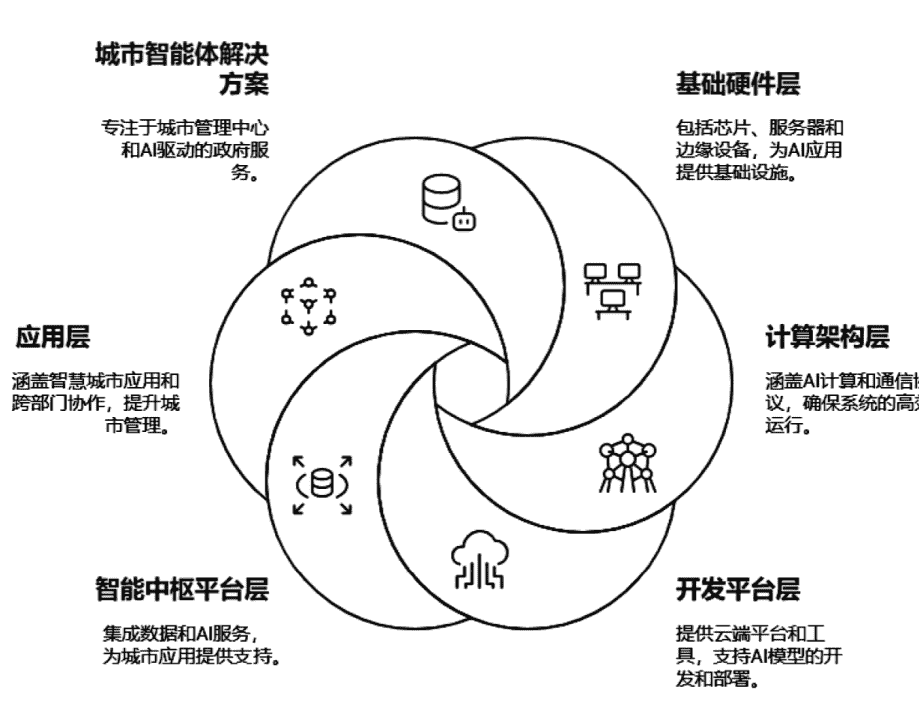 城市智能体解决
方案
专注于城市管理中心
和AI驱动的政府服
务。
基础硬件层
包括芯片、服务器和
边缘设备，为AI应用
提供基础设施。
应用层
涵盖智慧城市应用和
跨部门协作，提升城
市管理。
计算架构层
涵盖AI计算和通信
议，确保系统的高
运行。
智能中枢平台层
集成数据和AI服务，
为城市应用提供支持。
开发平台层
提供云端平台和工
具，支持AI模型的开
发和部署。